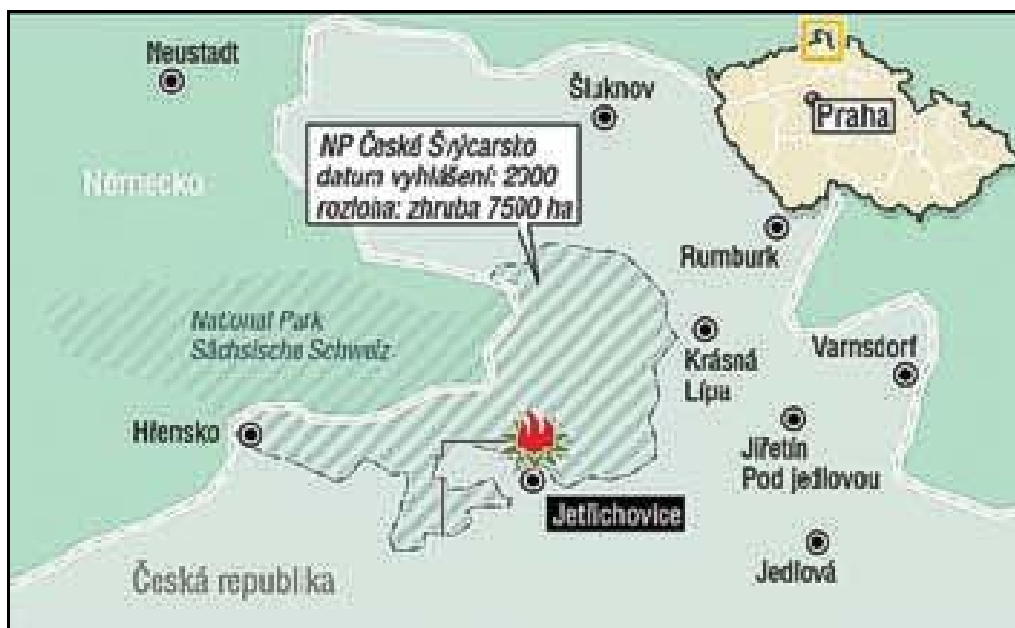 Neustadt
Šluknov
Praha
NP České Švýcarsko
datum vyhlášení: 2000
rozloha: zhruba 7500 ha
Německo
Rumburk
National Park
Sächsische Schweiz
Krásná
Lípa
Varnsdorf
Hřensko
Jiřetín
Pod jedlovou
Jetřichovice
Jedlová
Česká republika